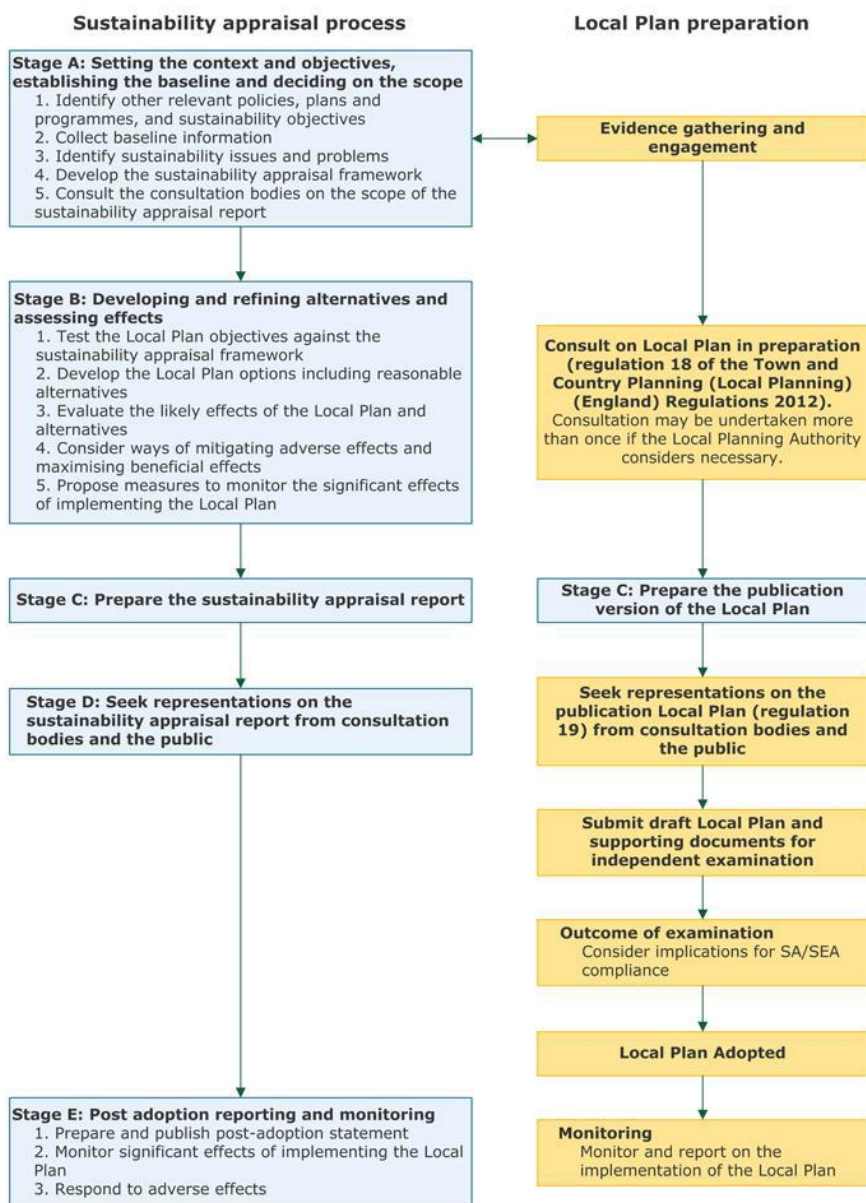 Sustainability appraisal process
Local Plan preparation
Stage A: Setting the context and objectives,
establishing the baseline and deciding on the scope
1. Identify other relevant policies, plans and
programmes, and sustainability objectives
2. Collect baseline information
3. Identify sustainability issues and problems
4. Develop the sustainability appraisal framework
5. Consult the consultation bodies on the scope of the
sustainability appraisal report
Evidence gathering and
engagement
Stage B: Developing and refining alternatives and
assessing effects
1. Test the Local Plan objectives against the
sustainability appraisal framework
2. Develop the Local Plan options including reasonable
alternatives
3. Evaluate the likely effects of the Local Plan and
alternatives
4. Consider ways of mitigating adverse effects and
maximising beneficial effects
5. Propose measures to monitor the significant effects
of implementing the Local Plan
Consult on Local Plan in preparation
(regulation 18 of the Town and
Country Planning (Local Planning)
(England) Regulations 2012).
Consultation may be undertaken more
than once if the Local Planning Authority
considers necessary.
Stage C: Prepare the sustainability appraisal report
Stage C: Prepare the publication
version of the Local Plan
Stage D: Seek representations on the
sustainability appraisal report from consultation
bodies and the public
Seek representations on the
publication Local Plan (regulation
19) from consultation bodies and
the public
Submit draft Local Plan and
supporting documents for
independent examination
Outcome of examination
Consider implications for SA/SEA
compliance
Local Plan Adopted
Stage E: Post adoption reporting and monitoring
1. Prepare and publish post-adoption statement
2. Monitor significant effects of implementing the Local
Plan
3. Respond to adverse effects
Monitoring
Monitor and report on the
implementation of the Local Plan